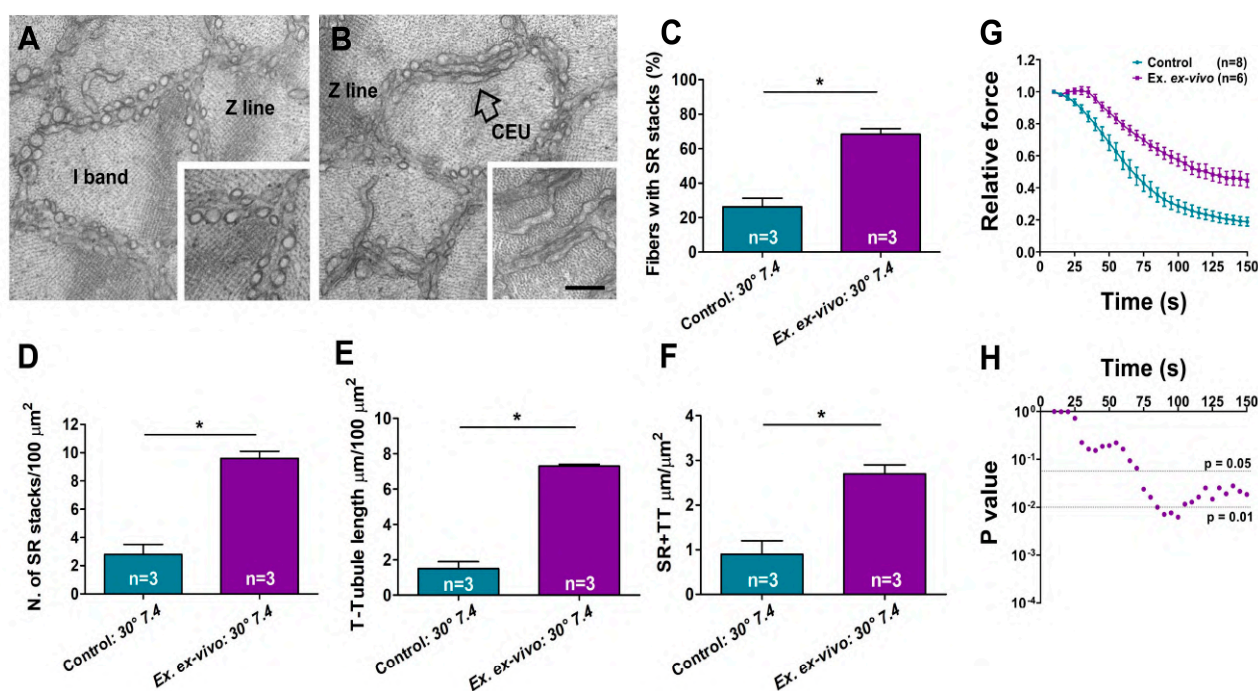 A
Z line
I band
B
Z line
CEU
C
Fibers with SR stacks (%)
100
80
60
40
20
0
n=3
n=3
Control: 30° 7.4
Ex. ex-vivo: 30° 7.4
G
Control (n=8)
Ex. ex-vivo (n=6)
Relative force
1.2
1.0
0.8
0.6
0.4
0.2
0.0
0 25 50 75 100 125 150
Time (s)
*
D
N. of SR stacks/100 µm²
12
10
8
6
4
2
0
*
n=3
n=3
Control: 30° 7.4
Ex. ex-vivo: 30° 7.4
E
T-Tubule length µm/100 µm²
10
8
6
4
2
0
*
n=3
n=3
Control: 30° 7.4
Ex. ex-vivo: 30° 7.4
F
SR+TT µm/µm²
4
3
2
1
0
*
n=3
n=3
Control: 30° 7.4
Ex. ex-vivo: 30° 7.4
H
Time (s)
0 25 50 75 100 125 150
P value
10⁰
10⁻¹
10⁻²
10⁻³
10⁻⁴
p = 0.05
p = 0.01